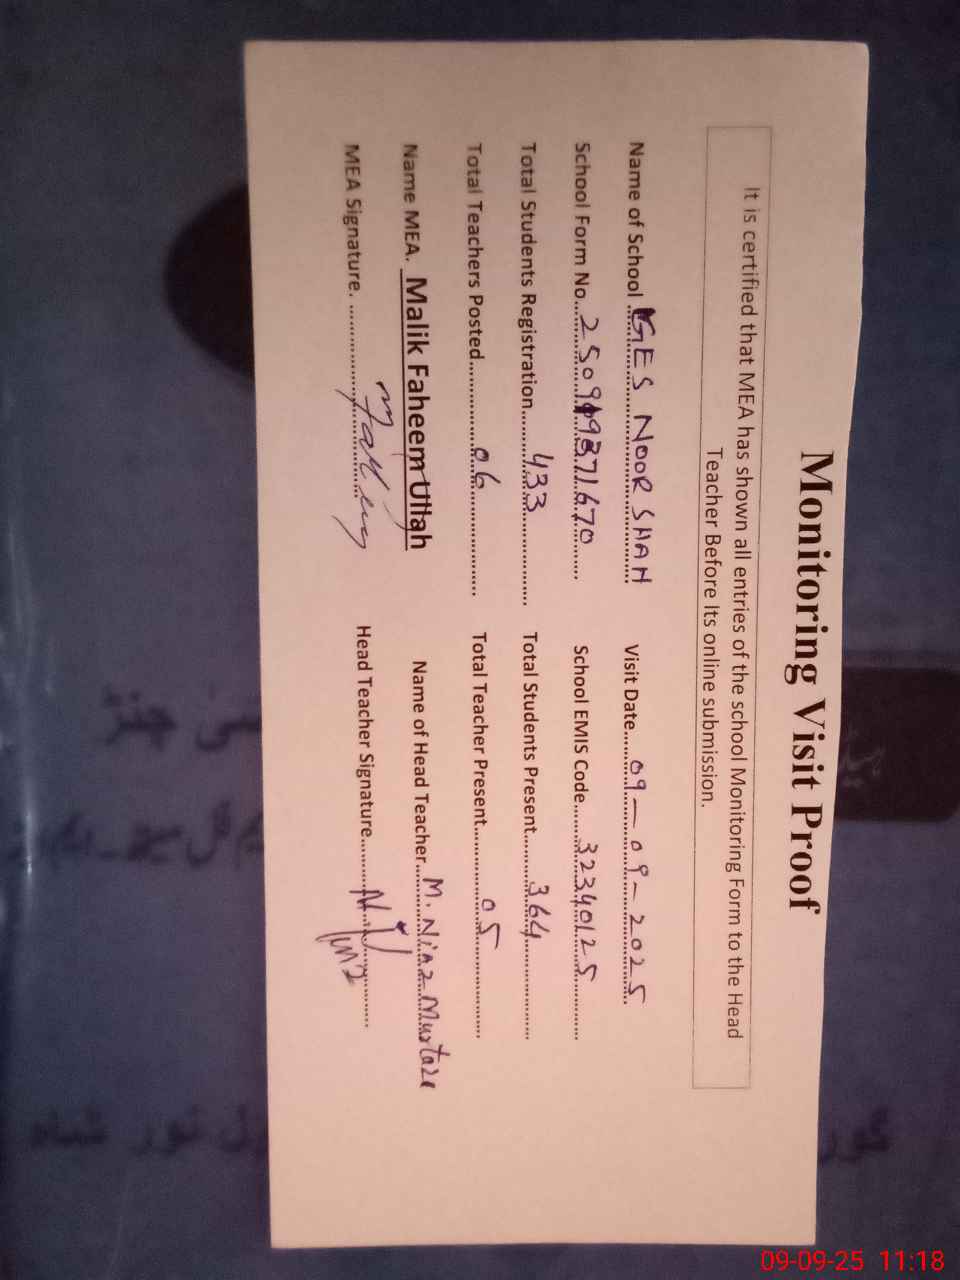 Monitoring Visit Proof
It is certified that MEA has shown all entries of the school Monitoring Form to the Head
Teacher Before Its online submission.
Name of School GES NOOR SHAH Visit Date 09-09-2025
School Form No. School EMIS Code 32340125
Total Students Registration 433 Total Students Present 364
Total Teachers Posted 06 Total Teacher Present 05
Name MEA. Malik Faheem Ullah Name of Head Teacher M. Niaz Murtaza
MEA Signature. Head Teacher Signature
نور شاہ
09-09-25 11:18